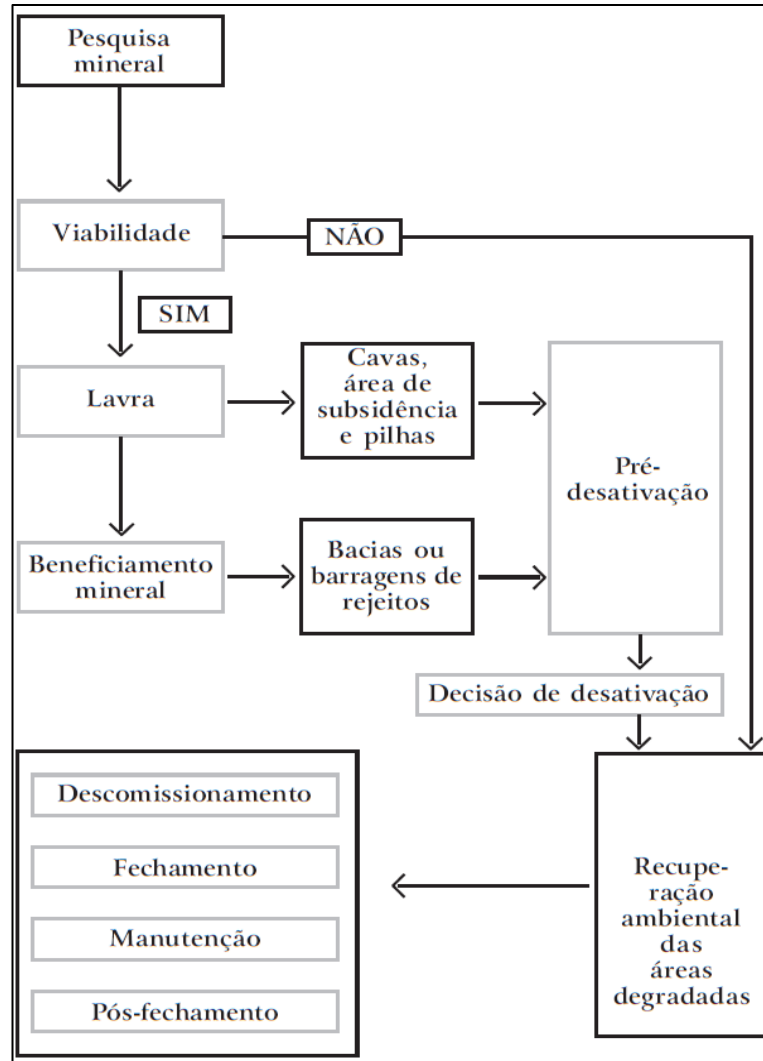 Pesquisa
mineral
Viabilidade
NÃO
SIM
Lavra
Cavas,
área de
subsidência
e pilhas
Pré-
desativação
Beneficiamento
mineral
Bacias ou
barragens de
rejeitos
Decisão de desativação
Descomissionamento
Fechamento
Manutenção
Pós-fechamento
Recupe-
ração
ambiental
das
áreas
degradadas